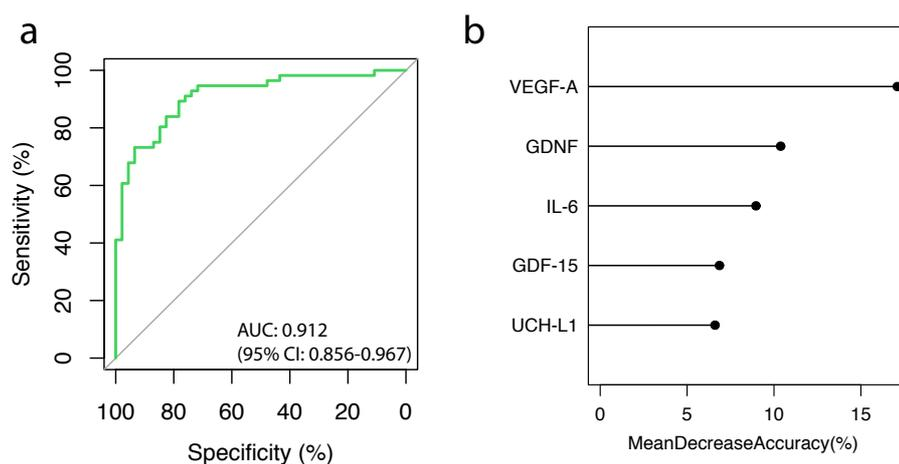 a
100
80
60
40
20
0
Sensitivity (%)
AUC: 0.912
(95% CI: 0.856-0.967)
100 80 60 40 20 0
Specificity (%)
b
VEGF-A
GDNF
IL-6
GDF-15
UCH-L1
0 5 10 15
MeanDecreaseAccuracy(%)